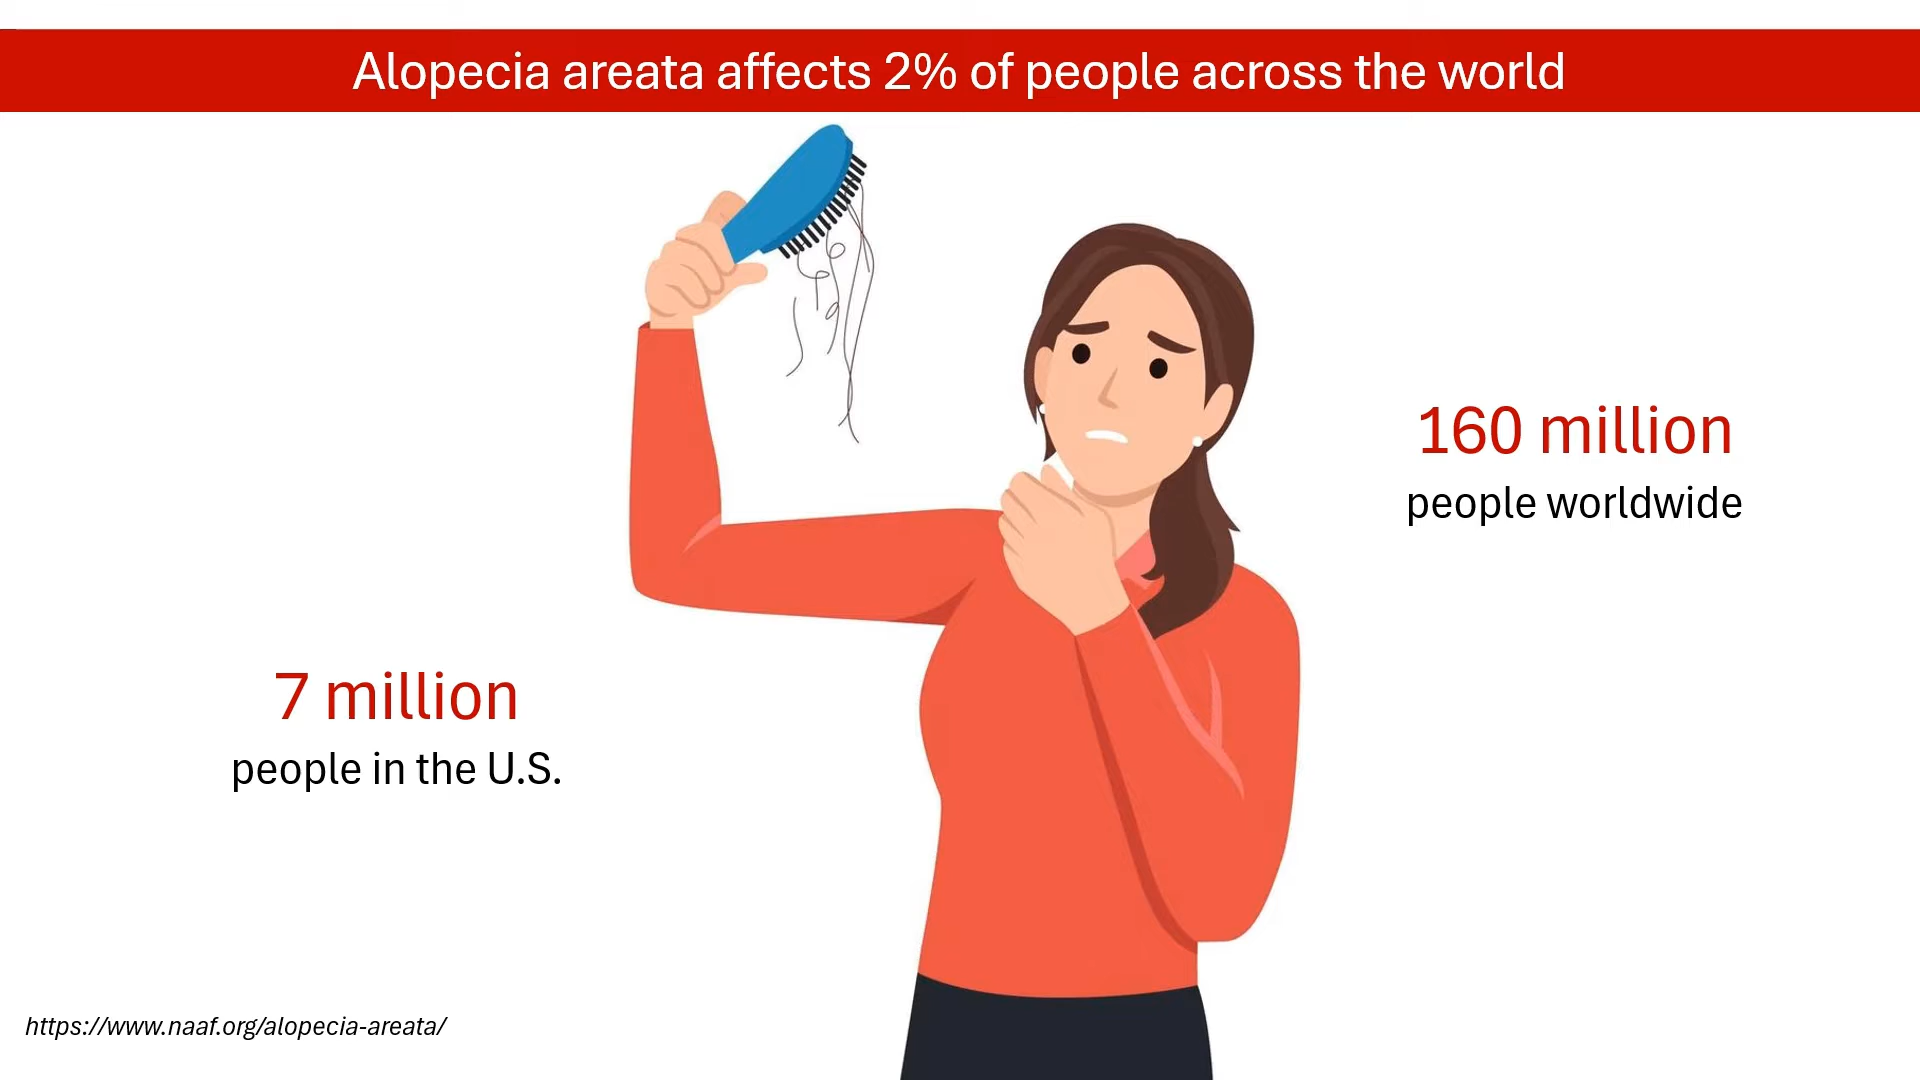 Alopecia areata affects 2% of people across the world
160 million
people worldwide
7 million
people in the U.S.
https://www.naaf.org/alopecia-areata/